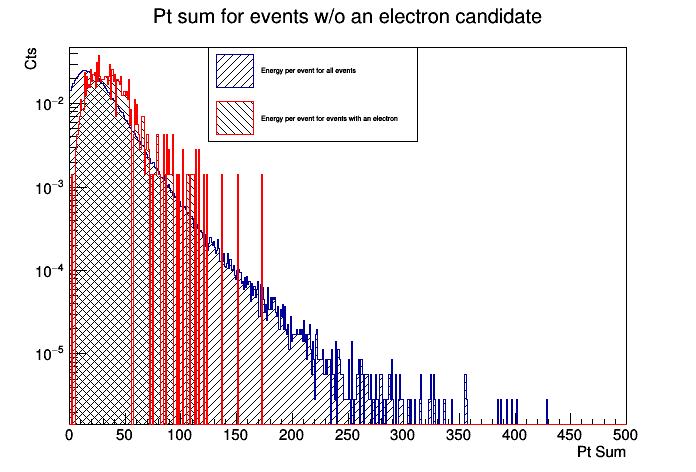 Pt sum for events w/o an electron candidate
Cts
Energy per event for all events
Energy per event for events with an electron
10−2
10−3
10−4
10−5
0 50 100 150 200 250 300 350 400 450 500
Pt Sum